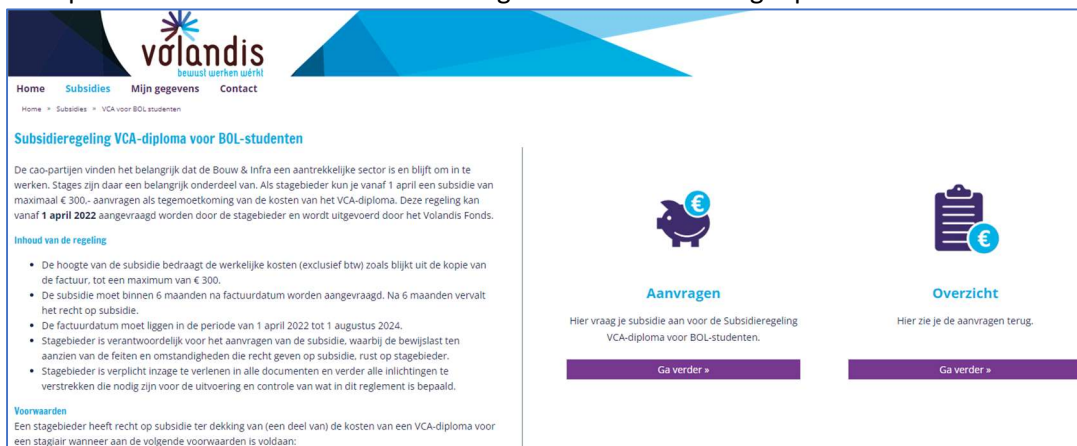 volandis
bewust werken wérkt
Home Subsidies Mijn gegevens Contact
Home » Subsidies » VCA voor BOL studenten
Subsidieregeling VCA-diploma voor BOL-studenten
De cao-partijen vinden het belangrijk dat de Bouw & Infra een aantrekkelijke sector is en blijft om in te
werken. Stages zijn daar een belangrijk onderdeel van. Als stagebieder kun je vanaf 1 april een subsidie van
maximaal € 300,- aanvragen als tegemoetkoming van de kosten van het VCA-diploma. Deze regeling kan
vanaf 1 april 2022 aangevraagd worden door de stagebieder en wordt uitgevoerd door het Volandis Fonds.
Inhoud van de regeling
• De hoogte van de subsidie bedraagt de werkelijke kosten (exclusief btw) zoals blijkt uit de kopie van
de factuur, tot een maximum van € 300.
• De subsidie moet binnen 6 maanden na factuurdatum worden aangevraagd. Na 6 maanden vervalt
het recht op subsidie.
• De factuurdatum moet liggen in de periode van 1 april 2022 tot 1 augustus 2024.
• Stagebieder is verantwoordelijk voor het aanvragen van de subsidie, waarbij de bewijslast ten
aanzien van de feiten en omstandigheden die recht geven op subsidie, rust op stagebieder.
• Stagebieder is verplicht inzage te verlenen in alle documenten en verder alle inlichtingen te
verstrekken die nodig zijn voor de uitvoering en controle van wat in dit reglement is bepaald.
Voorwaarden
Een stagebieder heeft recht op subsidie ter dekking van (een deel van) de kosten van een VCA-diploma voor
een stagiair wanneer aan de volgende voorwaarden is voldaan:
€
Aanvragen
Hier vraag je subsidie aan voor de Subsidieregeling
VCA-diploma voor BOL-studenten.
Ga verder »
€
Overzicht
Hier zie je de aanvragen terug.
Ga verder »